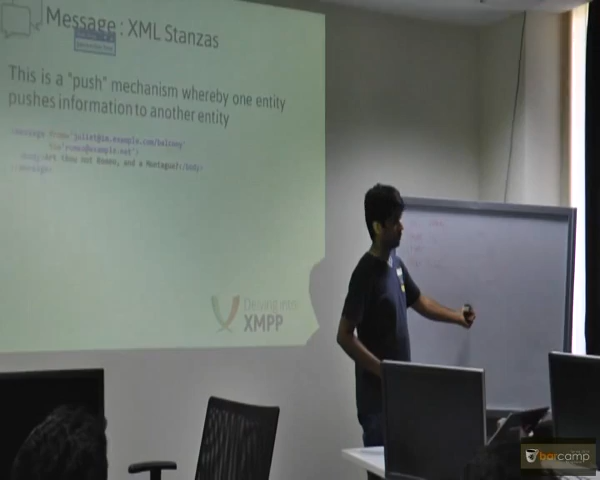 Message : XML Stanzas
This is a "push" mechanism whereby one entity
pushes information to another entity
<message from='juliet@im.example.com/balcony'
to='romeo@example.net'>
<body>Art thou not Romeo, and a Montague?</body>
</message>
Delving into
XMPP
barcamp